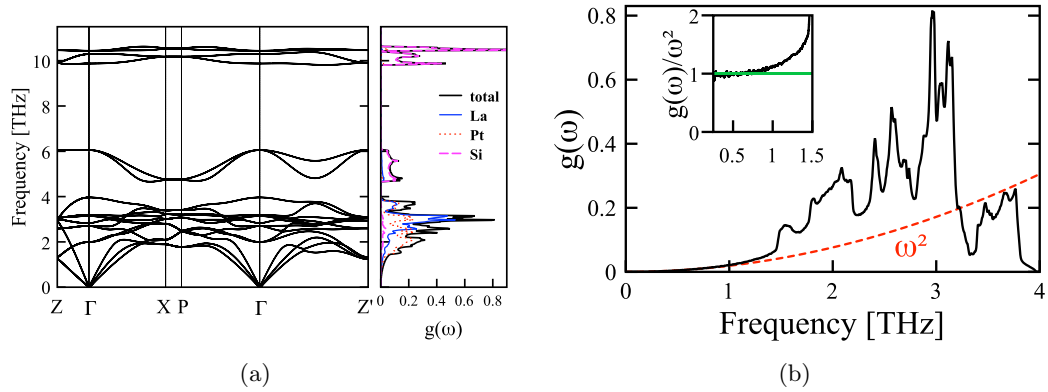 10
8
6
4
2
0
Frequency [THz]
Z Γ X P Γ Z'
total
La
Pt
Si
0 0.2 0.4 0.6 0.8
g(ω)
(a)
0.8
0.6
0.4
0.2
0
g(ω)
2
1
0
g(ω)/ω²
0.5 1 1.5
ω²
0 1 2 3 4
Frequency [THz]
(b)